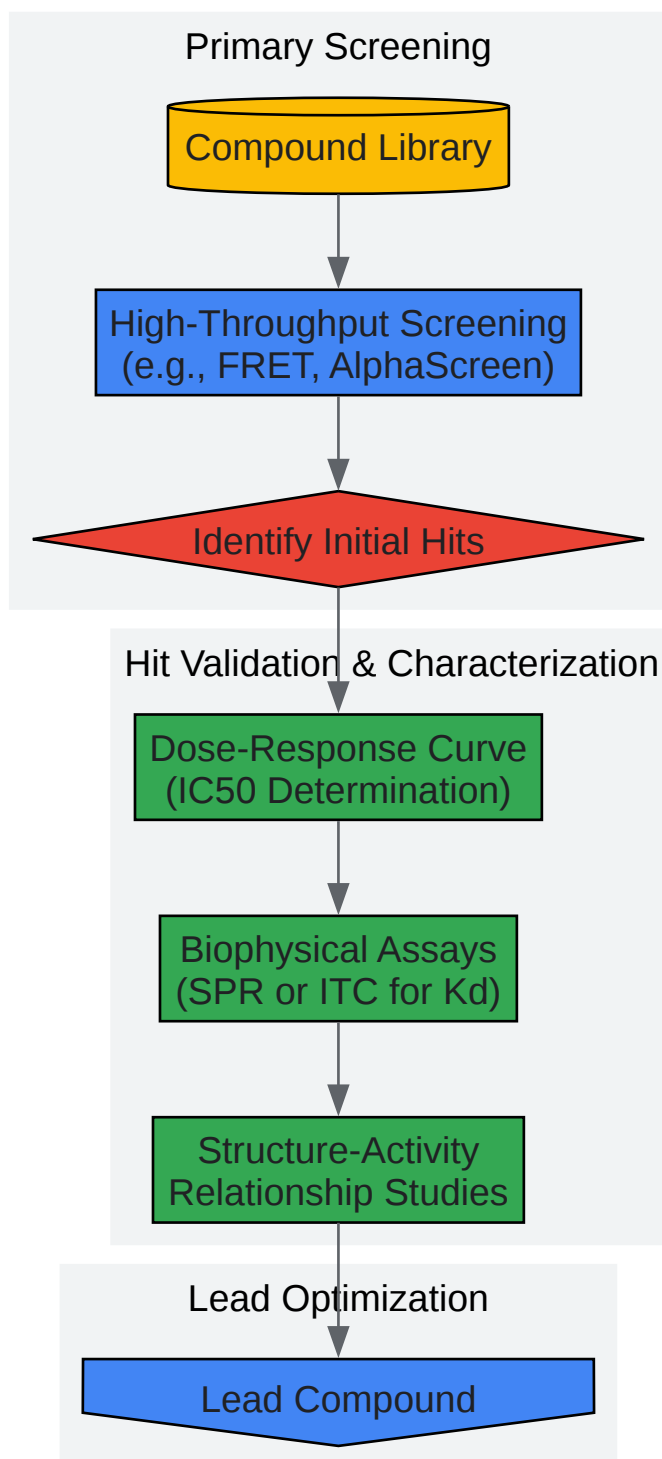 Primary Screening
Compound Library
High-Throughput Screening
(e.g., FRET, AlphaScreen)
Identify Initial Hits
Hit Validation & Characterization
Dose-Response Curve
(IC50 Determination)
Biophysical Assays
(SPR or ITC for Kd)
Structure-Activity
Relationship Studies
Lead Optimization
Lead Compound